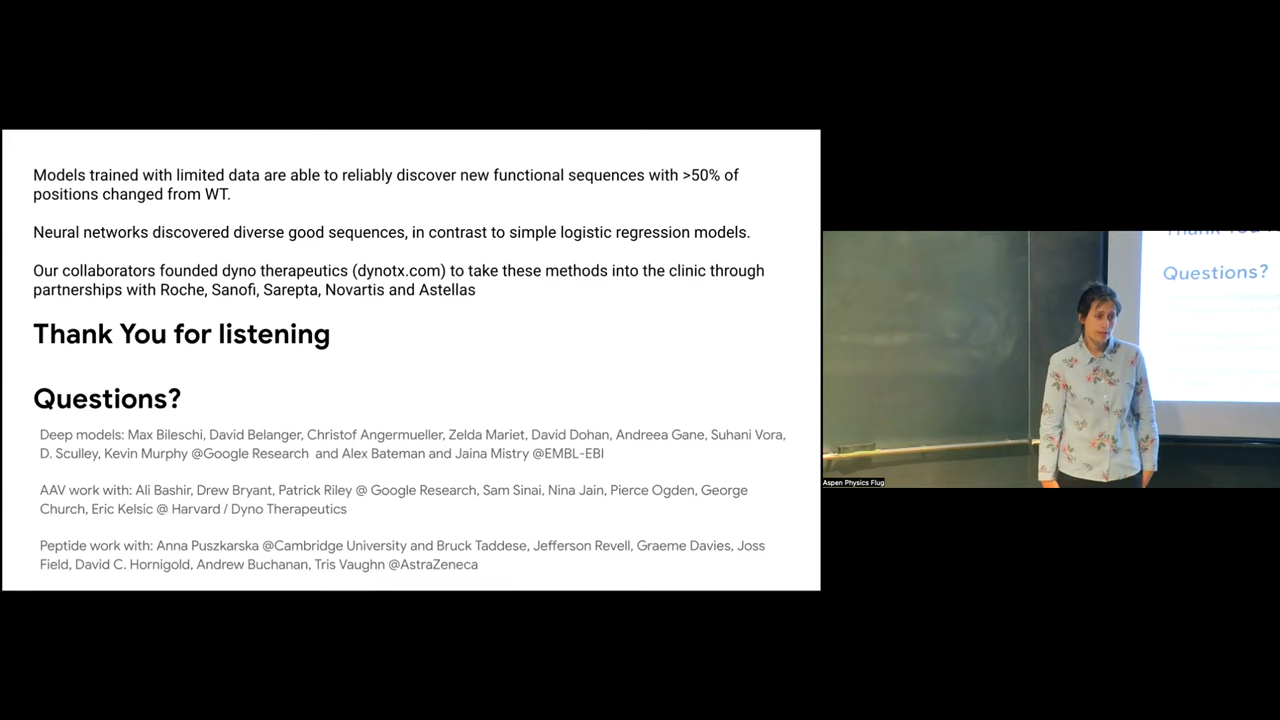 Models trained with limited data are able to reliably discover new functional sequences with >50% of
positions changed from WT.
Neural networks discovered diverse good sequences, in contrast to simple logistic regression models.
Our collaborators founded dyno therapeutics (dynotx.com) to take these methods into the clinic through
partnerships with Roche, Sanofi, Sarepta, Novartis and Astellas
Thank You for listening
Questions?
Deep models: Max Bileschi, David Belanger, Christof Angermueller, Zelda Mariet, David Dohan, Andreea Gane, Suhani Vora,
D. Sculley, Kevin Murphy @Google Research and Alex Bateman and Jaina Mistry @EMBL-EBI
AAV work with: Ali Bashir, Drew Bryant, Patrick Riley @ Google Research, Sam Sinai, Nina Jain, Pierce Ogden, George
Church, Eric Kelsic @ Harvard / Dyno Therapeutics
Peptide work with: Anna Puszkarska @Cambridge University and Bruck Taddese, Jefferson Revell, Graeme Davies, Joss
Field, David C. Hornigold, Andrew Buchanan, Tris Vaughn @AstraZeneca
Thank You
Questions?
Aspen Physics Flug